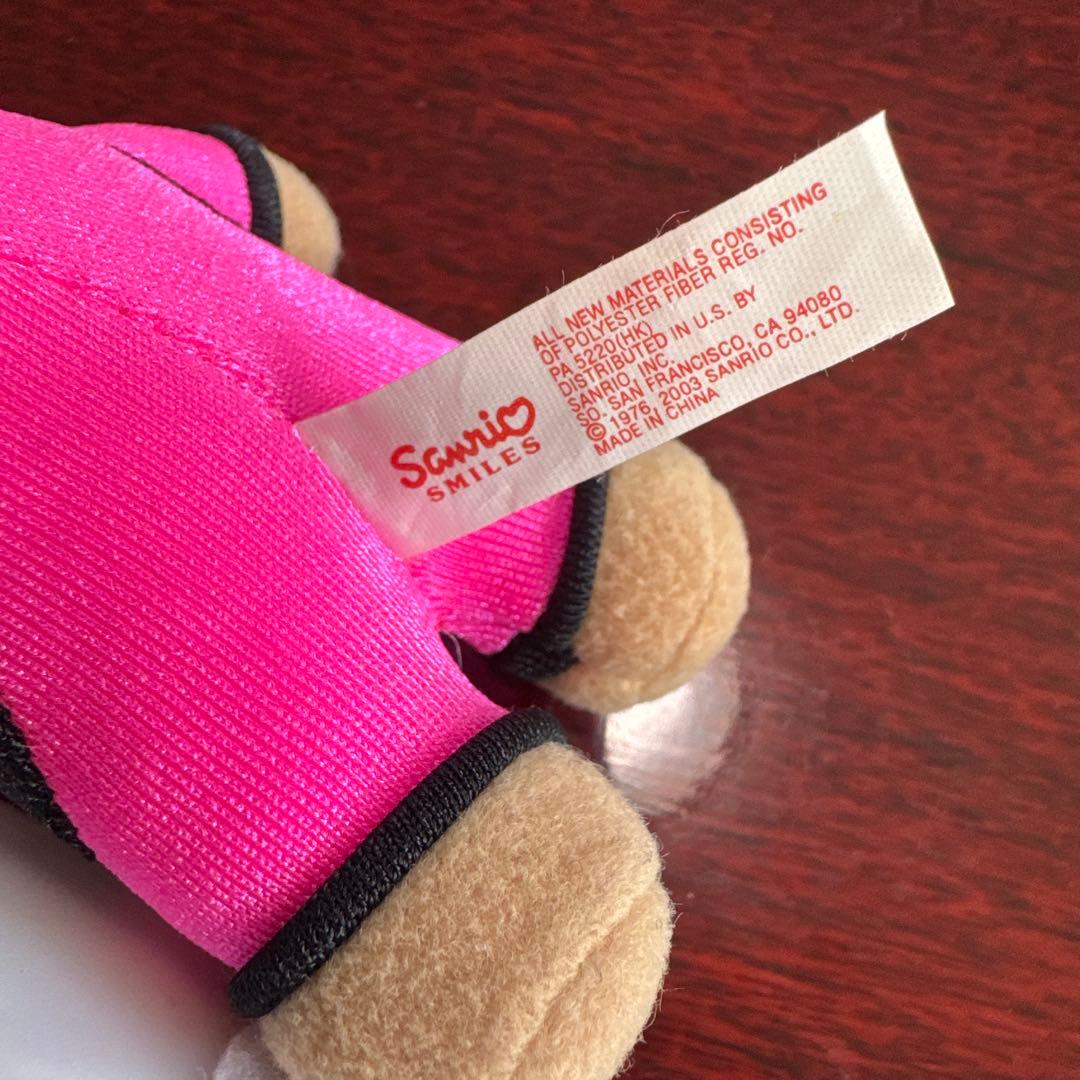 Sanrio
SMILES
ALL NEW MATERIALS CONSISTING
OF POLYESTER FIBER REG. NO.
PA 5220(HK)
DISTRIBUTED IN U.S. BY
SANRIO, INC.
SO. SAN FRANCISCO, CA 94080
© 1976, 2003 SANRIO CO., LTD.
MADE IN CHINA